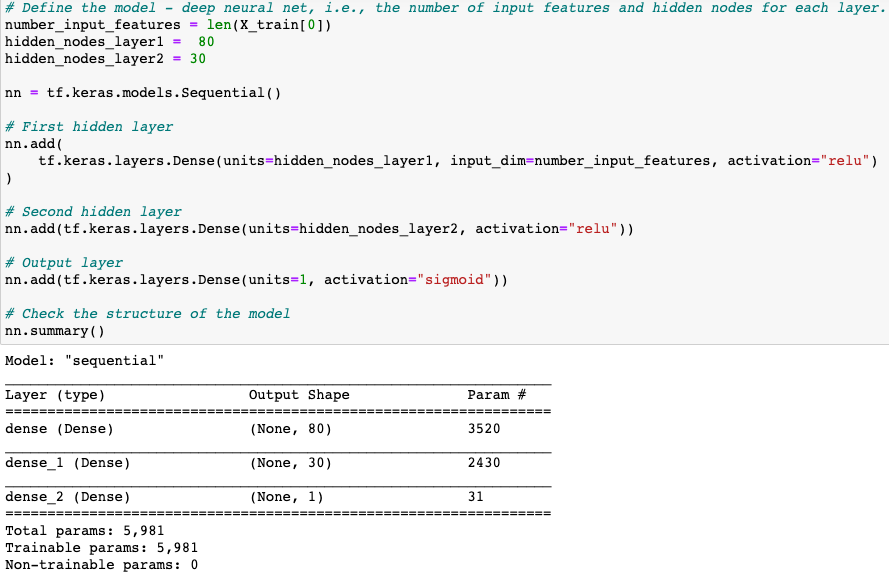 # Define the model - deep neural net, i.e., the number of input features and hidden nodes for each layer.
number_input_features = len(X_train[0])
hidden_nodes_layer1 =  80
hidden_nodes_layer2 = 30
nn = tf.keras.models.Sequential()
# First hidden layer
nn.add(
    tf.keras.layers.Dense(units=hidden_nodes_layer1, input_dim=number_input_features, activation="relu")
)
# Second hidden layer
nn.add(tf.keras.layers.Dense(units=hidden_nodes_layer2, activation="relu"))
# Output layer
nn.add(tf.keras.layers.Dense(units=1, activation="sigmoid"))
# Check the structure of the model
nn.summary()
Model: "sequential"
_________________________________________________________________
Layer (type)                 Output Shape              Param #
=================================================================
dense (Dense)                (None, 80)                3520
_________________________________________________________________
dense_1 (Dense)              (None, 30)                2430
_________________________________________________________________
dense_2 (Dense)              (None, 1)                 31
=================================================================
Total params: 5,981
Trainable params: 5,981
Non-trainable params: 0